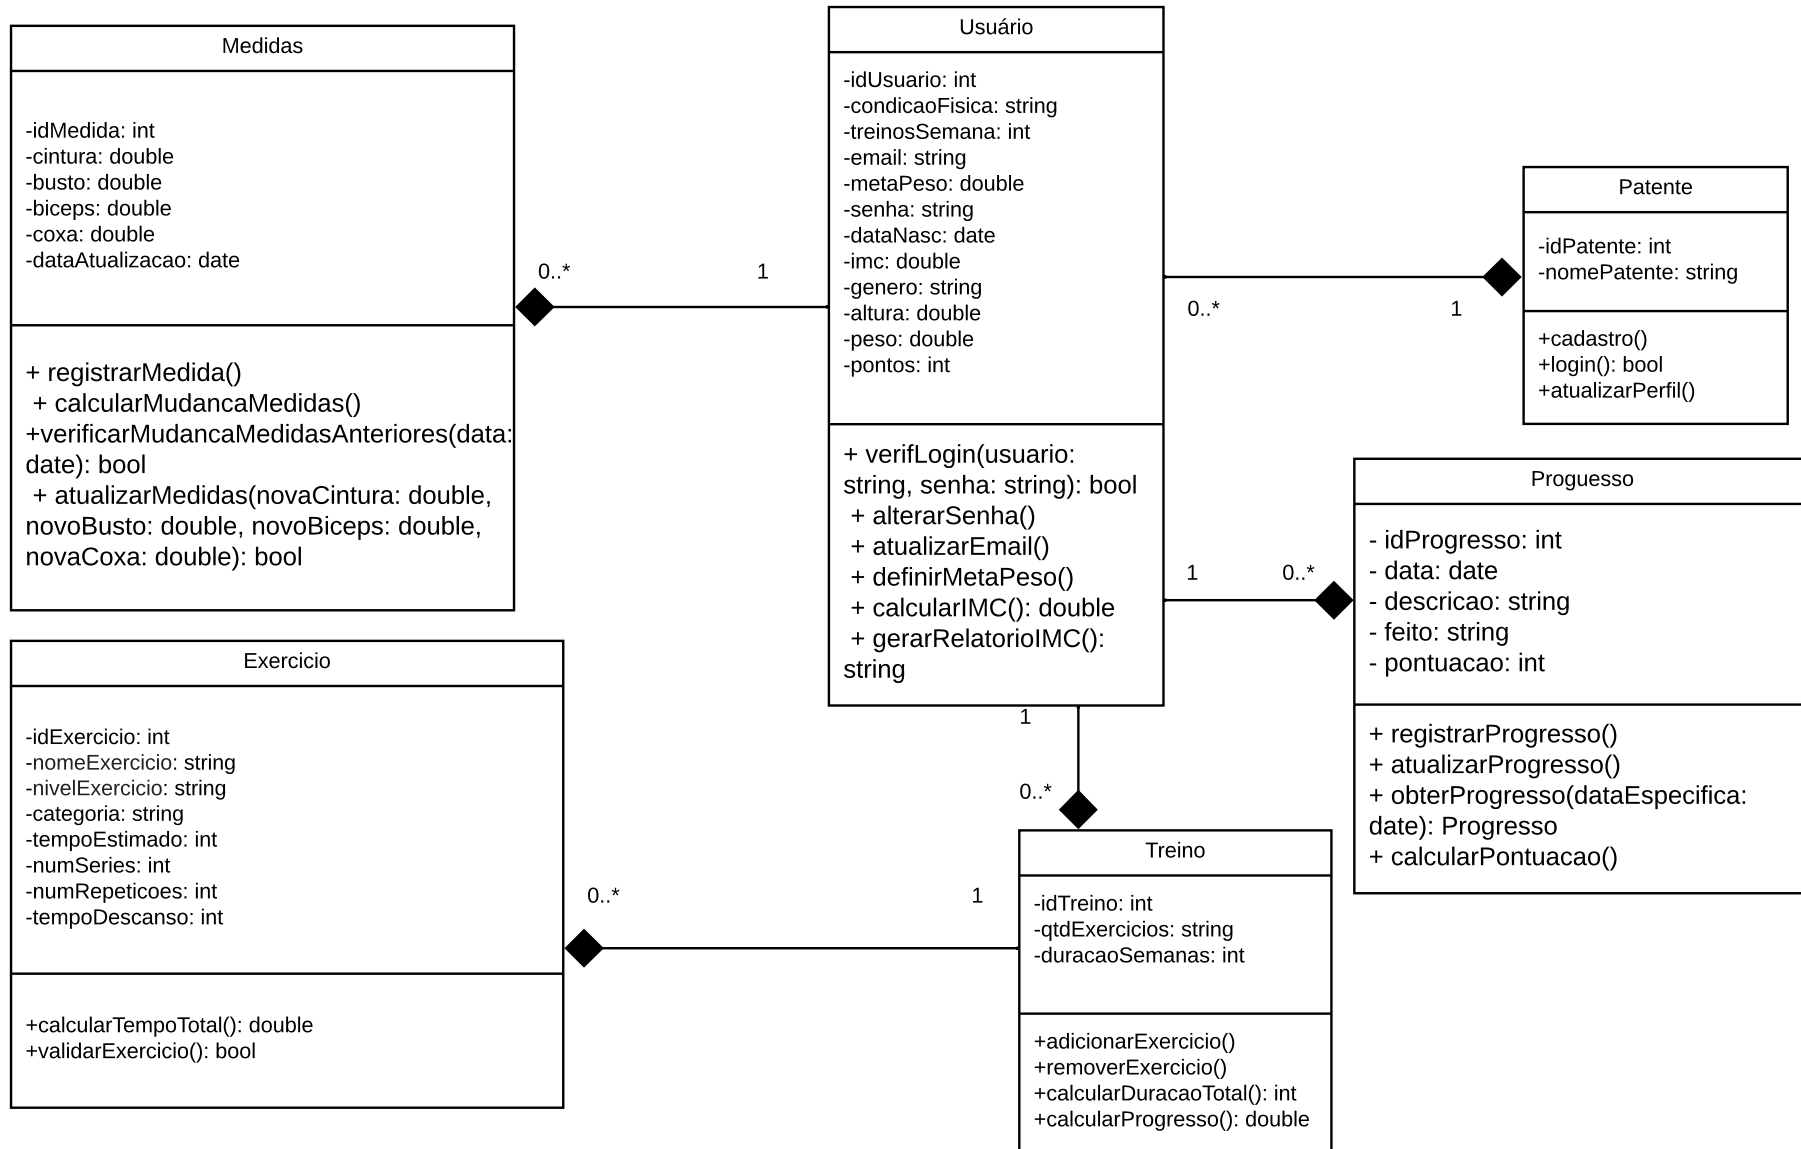 Medidas
-idMedida: int
-cintura: double
-busto: double
-biceps: double
-coxa: double
-dataAtualizacao: date
+ registrarMedida()
+ calcularMudancaMedidas()
+verificarMudancaMedidasAnteriores(data:
date): bool
+ atualizarMedidas(novaCintura: double,
novoBusto: double, novoBiceps: double,
novaCoxa: double): bool
0..*
1
Usuário
-idUsuario: int
-condicaoFisica: string
-treinosSemana: int
-email: string
-metaPeso: double
-senha: string
-dataNasc: date
-imc: double
-genero: string
-altura: double
-peso: double
-pontos: int
+ verifLogin(usuario:
string, senha: string): bool
+ alterarSenha()
+ atualizarEmail()
+ definirMetaPeso()
+ calcularIMC(): double
+ gerarRelatorioIMC():
string
0..*
1
Patente
-idPatente: int
-nomePatente: string
+cadastro()
+login(): bool
+atualizarPerfil()
1
0..*
Proguesso
- idProgresso: int
- data: date
- descricao: string
- feito: string
- pontuacao: int
+ registrarProgresso()
+ atualizarProgresso()
+ obterProgresso(dataEspecifica:
date): Progresso
+ calcularPontuacao()
Exercicio
-idExercicio: int
-nomeExercicio: string
-nivelExercicio: string
-categoria: string
-tempoEstimado: int
-numSeries: int
-numRepeticoes: int
-tempoDescanso: int
+calcularTempoTotal(): double
+validarExercicio(): bool
0..*
1
1
0..*
Treino
-idTreino: int
-qtdExercicios: string
-duracaoSemanas: int
+adicionarExercicio()
+removerExercicio()
+calcularDuracaoTotal(): int
+calcularProgresso(): double